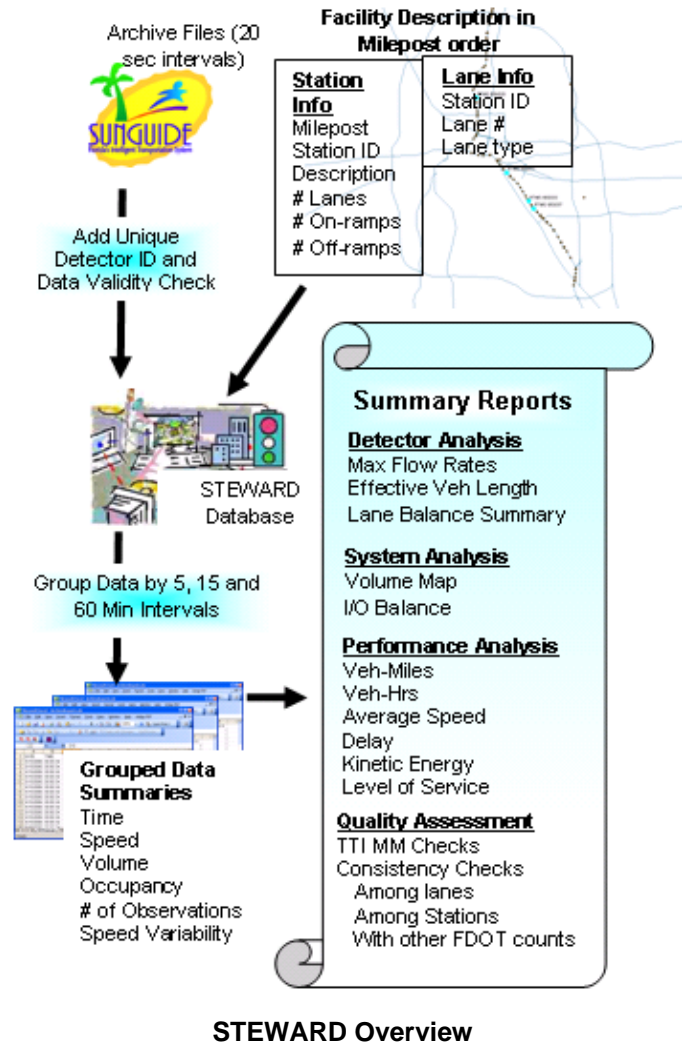 Archive Files (20
sec intervals)
SUNGUIDE
Facility Description in
Milepost order
Station
Info
Milepost
Station ID
Description
# Lanes
# On-ramps
# Off-ramps
Lane Info
Station ID
Lane #
Lane type
Add Unique
Detector ID and
Data Validity Check
STEWARD
Database
Group Data by 5, 15 and
60 Min Intervals
Grouped Data
Summaries
Time
Speed
Volume
Occupancy
# of Observations
Speed Variability
Summary Reports
Detector Analysis
Max Flow Rates
Effective Veh Length
Lane Balance Summary
System Analysis
Volume Map
I/O Balance
Performance Analysis
Veh-Miles
Veh-Hrs
Average Speed
Delay
Kinetic Energy
Level of Service
Quality Assessment
TTI MM Checks
Consistency Checks
Among lanes
Among Stations
With other FDOT counts
STEWARD Overview